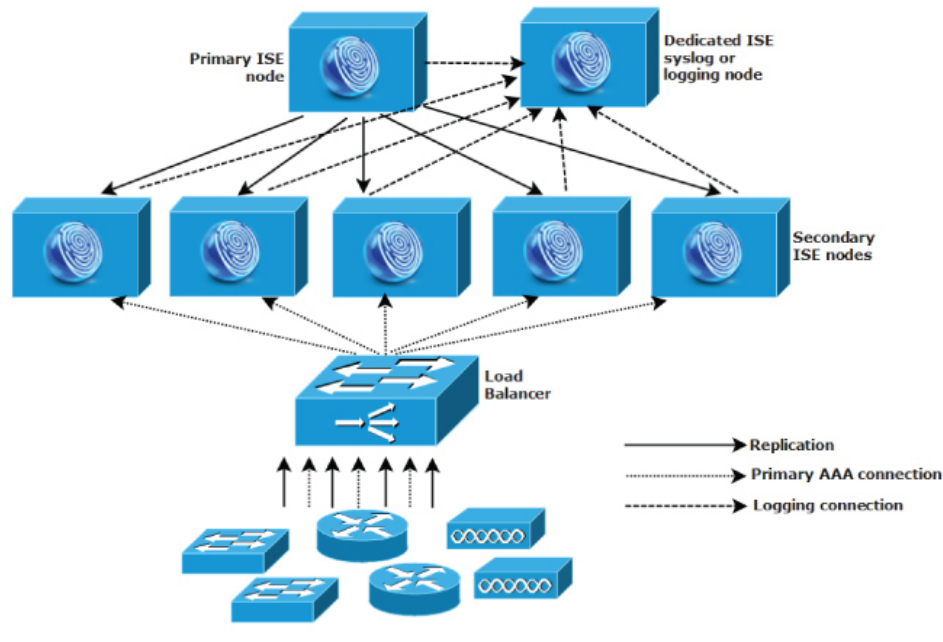 Primary ISE
node
Dedicated ISE
syslog or
logging node
Secondary
ISE nodes
Load
Balancer
Replication
Primary AAA connection
Logging connection